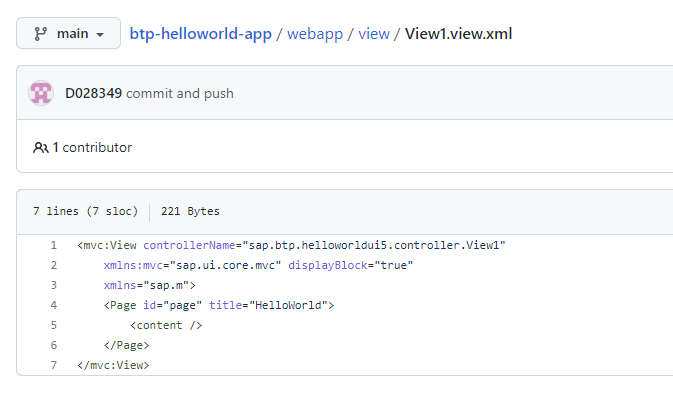 main btp-helloworld-app / webapp / view / View1.view.xml
D028349 commit and push
1 contributor
7 lines (7 sloc) 221 Bytes
1 <mvc:View controllerName="sap.btp.helloworldui5.controller.View1"
2 xmlns:mvc="sap.ui.core.mvc" displayBlock="true"
3 xmlns="sap.m">
4 <Page id="page" title="HelloWorld">
5 <content />
6 </Page>
7 </mvc:View>